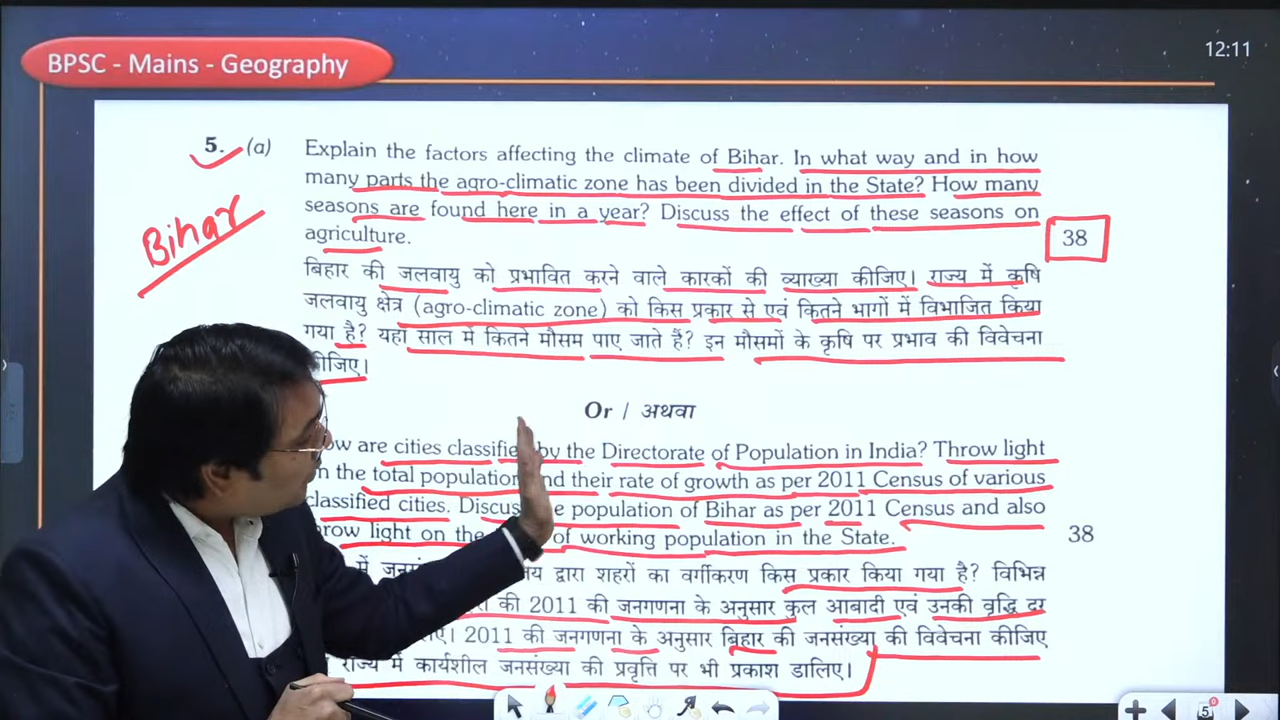 BPSC - Mains - Geography
12:11
5. (a) Explain the factors affecting the climate of Bihar. In what way and in how
many parts the agro-climatic zone has been divided in the State? How many
seasons are found here in a year? Discuss the effect of these seasons on
agriculture.
38
Bihar
बिहार की जलवायु को प्रभावित करने वाले कारकों की व्याख्या कीजिए। राज्य में कृषि
जलवायु क्षेत्र (agro-climatic zone) को किस प्रकार से एवं कितने भागों में विभाजित किया
गया है? यहाँ साल में कितने मौसम पाए जाते हैं? इन मौसमों के कृषि पर प्रभाव की विवेचना
Or / अथवा
are cities classified by the Directorate of Population in India? Throw light
the total population and their rate of growth as per 2011 Census of various
classified cities. population of Bihar as per 2011 Census and also
light on the of working population in the State.
38
में द्वारा शहरों का वर्गीकरण किस प्रकार किया गया है? विभिन्न
की 2011 की जनगणना के अनुसार कुल आबादी एवं उनकी वृद्धि दर
2011 की जनगणना के अनुसार बिहार की जनसंख्या की विवेचना कीजिए
राज्य में कार्यशील जनसंख्या की प्रवृत्ति पर भी प्रकाश डालिए।
5